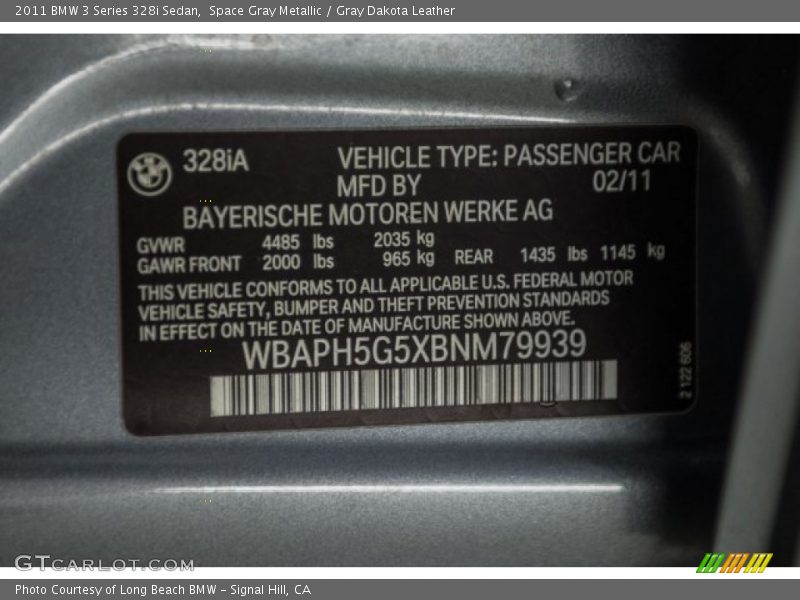 2011 BMW 3 Series 328i Sedan,  Space Gray Metallic / Gray Dakota Leather
328iA
VEHICLE TYPE: PASSENGER CAR
MFD BY 02/11
BAYERISCHE MOTOREN WERKE AG
GVWR 4485 lbs 2035 kg
GAWR FRONT 2000 lbs 965 kg REAR 1435 lbs 1145 kg
THIS VEHICLE CONFORMS TO ALL APPLICABLE U.S. FEDERAL MOTOR
VEHICLE SAFETY, BUMPER AND THEFT PREVENTION STANDARDS
IN EFFECT ON THE DATE OF MANUFACTURE SHOWN ABOVE.
WBAPH5G5XBNM79939
2 122 606
GTCARLOT.COM
Photo Courtesy of Long Beach BMW - Signal Hill, CA